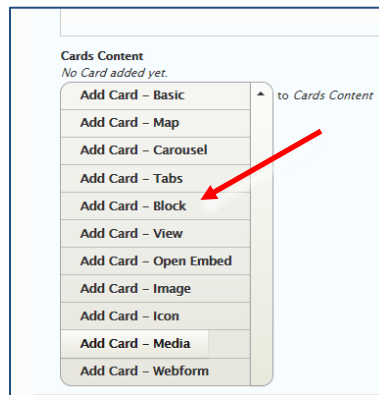 Cards Content
No Card added yet.
Add Card – Basic to Cards Content
Add Card – Map
Add Card – Carousel
Add Card – Tabs
Add Card – Block
Add Card – View
Add Card – Open Embed
Add Card – Image
Add Card – Icon
Add Card – Media
Add Card – Webform